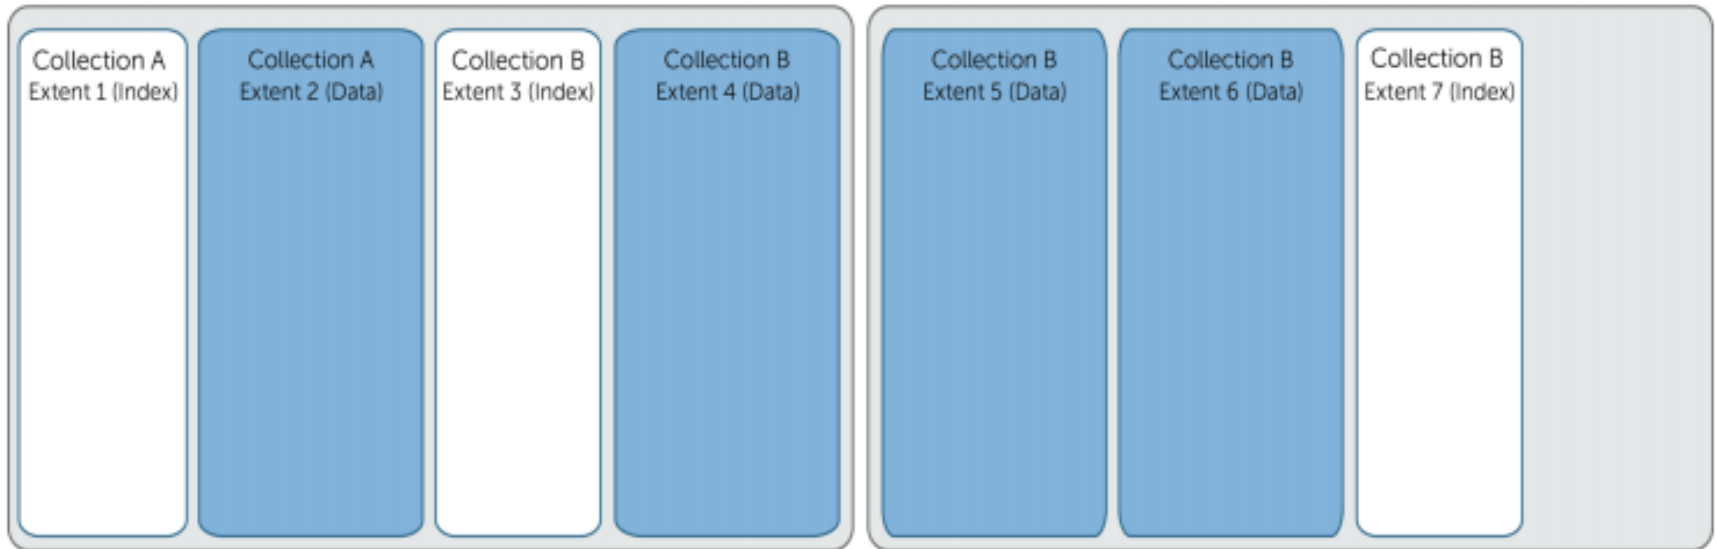 Collection A
Extent 1 (Index)
Collection A
Extent 2 (Data)
Collection B
Extent 3 (Index)
Collection B
Extent 4 (Data)
Collection B
Extent 5 (Data)
Collection B
Extent 6 (Data)
Collection B
Extent 7 (Index)